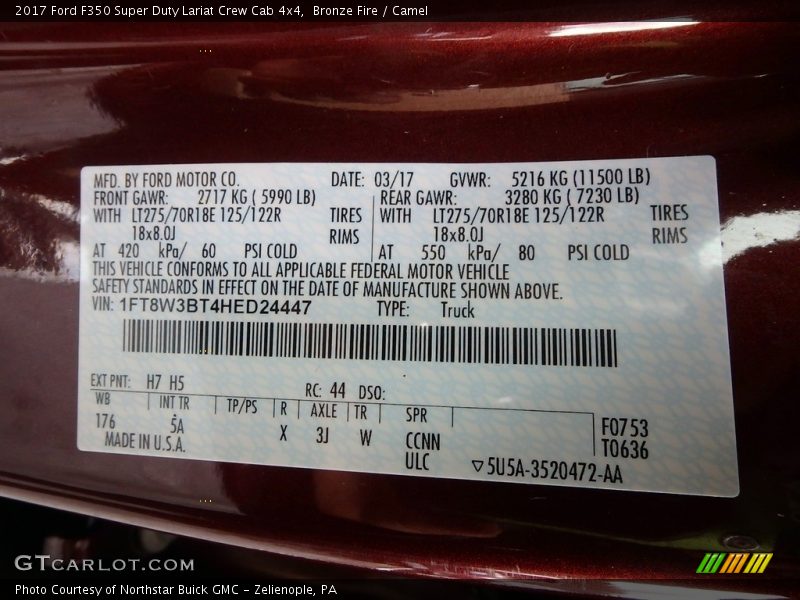 2017 Ford F350 Super Duty Lariat Crew Cab 4x4, Bronze Fire / Camel
MFD. BY FORD MOTOR CO. DATE: 03/17 GVWR: 5216 KG (11500 LB)
FRONT GAWR: 2717 KG ( 5990 LB) REAR GAWR: 3280 KG ( 7230 LB)
WITH LT275/70R18E 125/122R TIRES WITH LT275/70R18E 125/122R TIRES
18x8.0J RIMS 18x8.0J RIMS
AT 420 kPa/ 60 PSI COLD AT 550 kPa/ 80 PSI COLD
THIS VEHICLE CONFORMS TO ALL APPLICABLE FEDERAL MOTOR VEHICLE
SAFETY STANDARDS IN EFFECT ON THE DATE OF MANUFACTURE SHOWN ABOVE.
VIN: 1FT8W3BT4HED24447 TYPE: Truck
EXT PNT: H7 H5 RC: 44 DSO:
WB INT TR TP/PS R AXLE TR SPR
176 5A X 3J W CCNN F0753
MADE IN U.S.A. ULC T0636
▽5U5A-3520472-AA
GTCARLOT.COM
Photo Courtesy of Northstar Buick GMC - Zelienople, PA